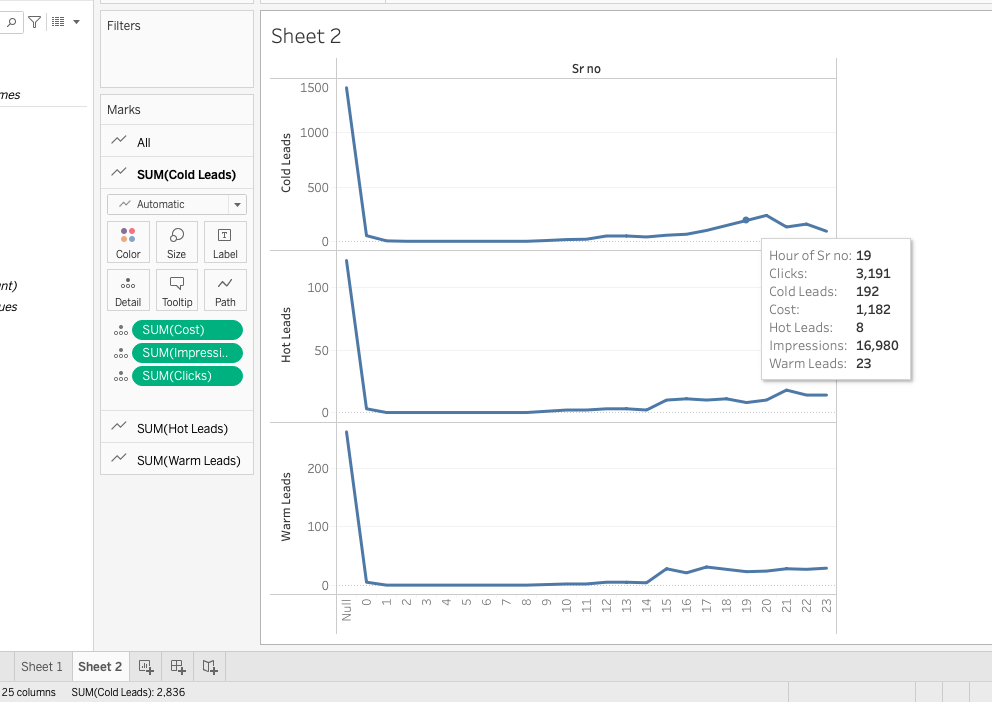 Filters
mes
Marks
All
SUM(Cold Leads)
Automatic
Color
Size
Label
Detail
Tooltip
Path
SUM(Cost)
SUM(Impressi..
SUM(Clicks)
SUM(Hot Leads)
SUM(Warm Leads)
nt)
ues
Sheet 2
Sr no
Cold Leads
1500
1000
500
0
Hot Leads
100
50
0
Warm Leads
200
100
0
Null 0 1 2 3 4 5 6 7 8 9 10 11 12 13 14 15 16 17 18 19 20 21 22 23
Hour of Sr no: 19
Clicks: 3,191
Cold Leads: 192
Cost: 1,182
Hot Leads: 8
Impressions: 16,980
Warm Leads: 23
Sheet 1 Sheet 2
25 columns SUM(Cold Leads): 2,836